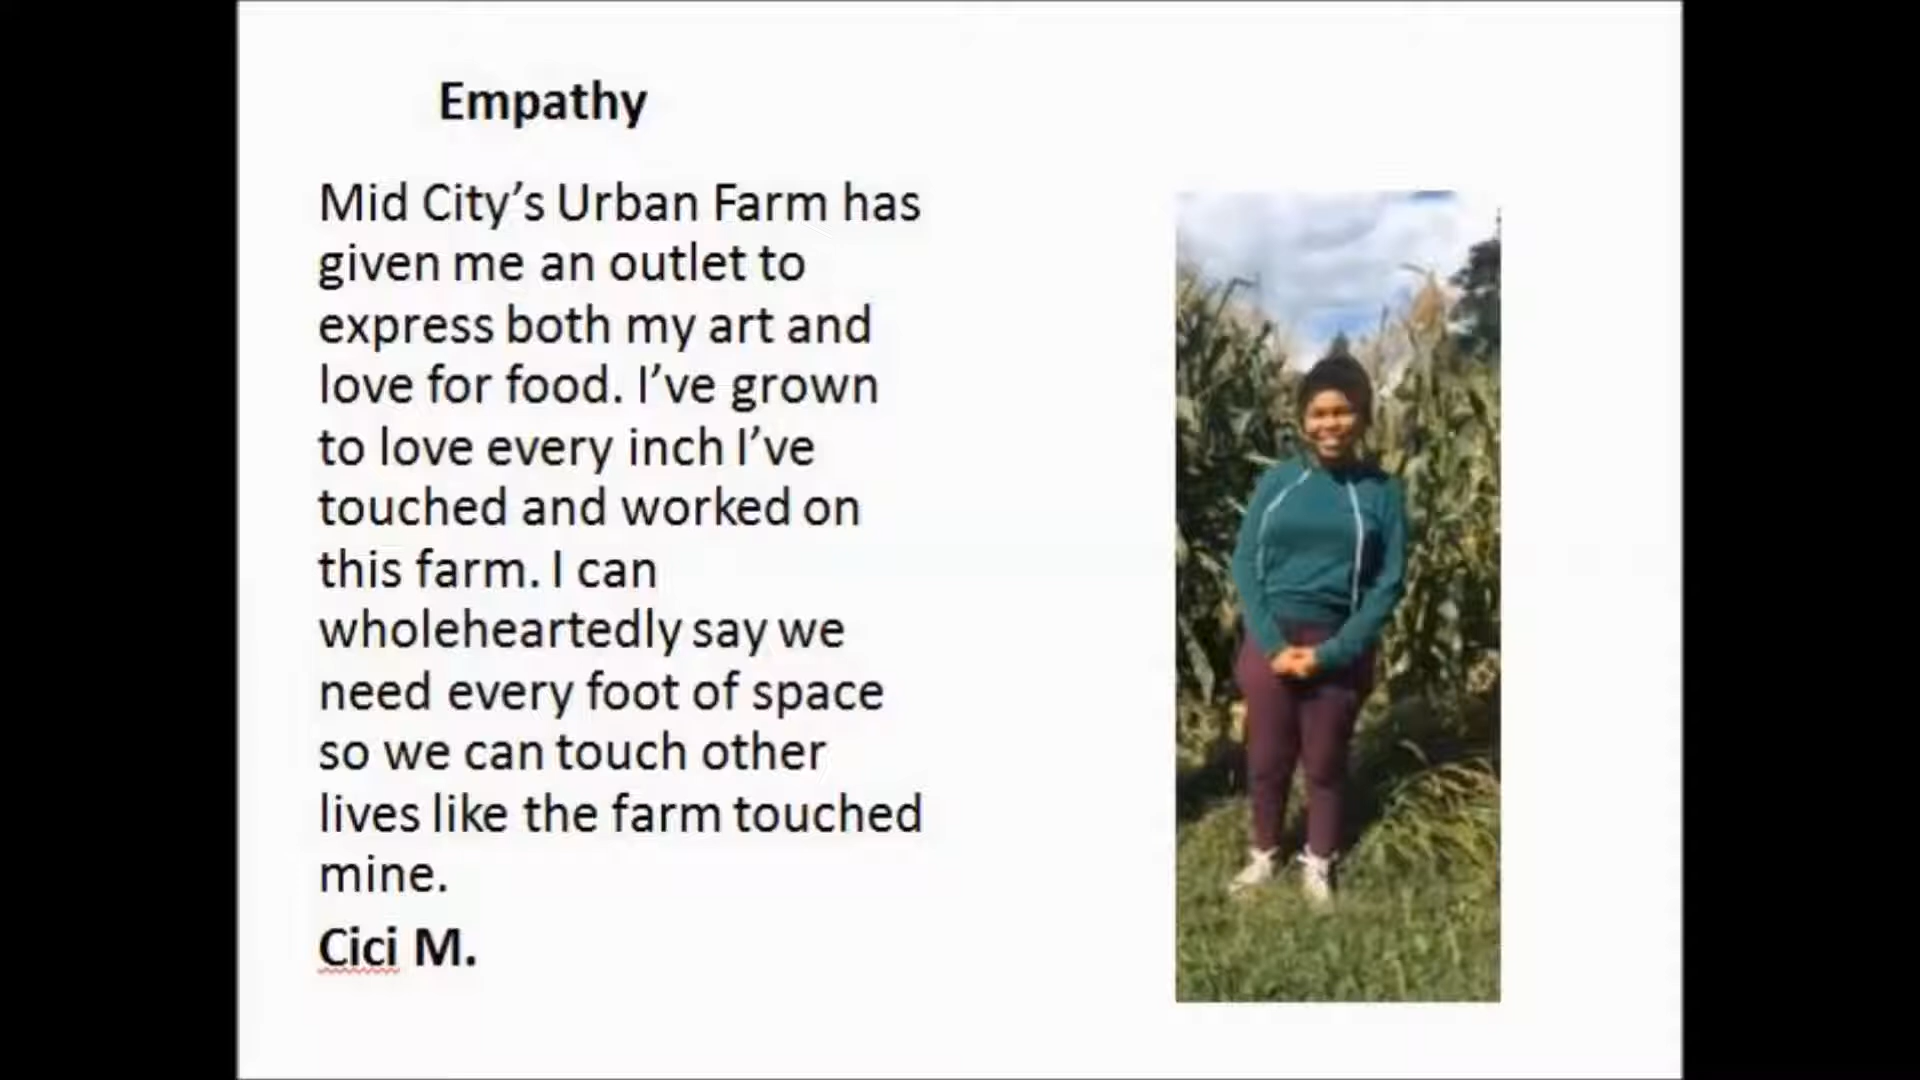 Empathy
Mid City’s Urban Farm has
given me an outlet to
express both my art and
love for food. I’ve grown
to love every inch I’ve
touched and worked on
this farm. I can
wholeheartedly say we
need every foot of space
so we can touch other
lives like the farm touched
mine.
Cici M.